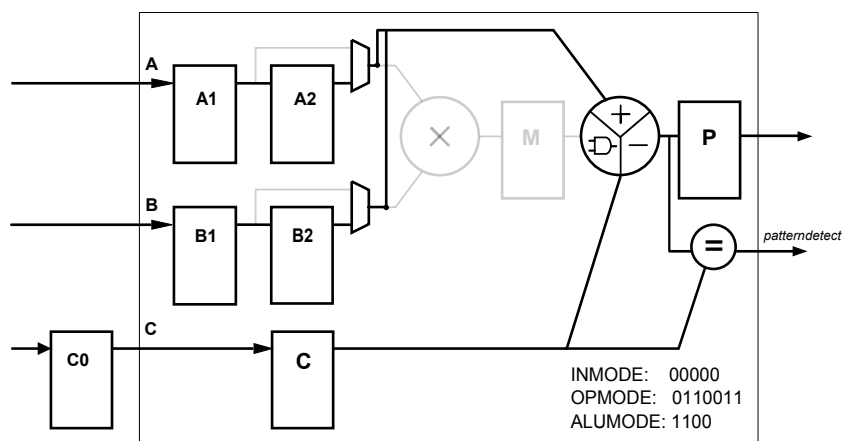 A
A1
A2
+
×
M
−
P
B
B1
B2
=
patterndetect
C
C0
C
INMODE: 00000
OPMODE: 0110011
ALUMODE: 1100